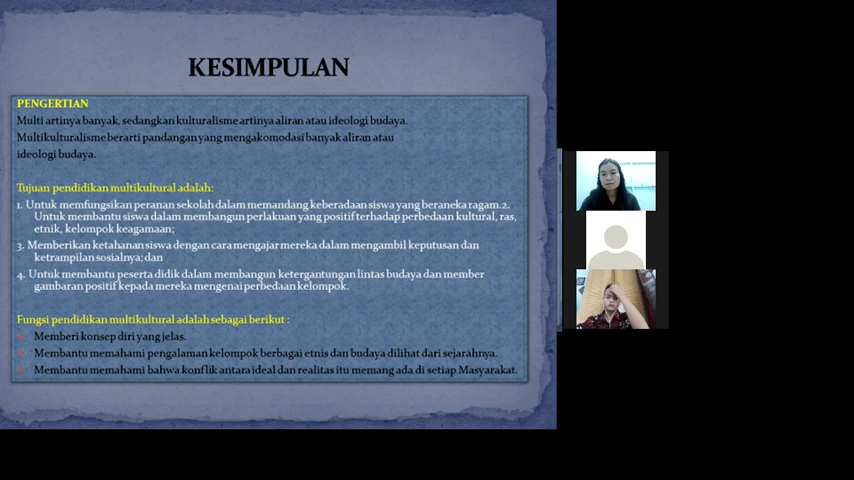 KESIMPULAN
PENGERTIAN
Multi artinya banyak, sedangkan kulturalisme artinya aliran atau ideologi budaya.
Multikulturalisme berarti pandangan yang mengakomodasi banyak aliran atau
ideologi budaya.
Tujuan pendidikan multikultural adalah:
1. Untuk memfungsikan peranan sekolah dalam memandang keberadaan siswa yang beraneka ragam.2.
Untuk membantu siswa dalam membangun perlakuan yang positif terhadap perbedaan kultural, ras,
etnik, kelompok keagamaan;
3. Memberikan ketahanan siswa dengan cara mengajar mereka dalam mengambil keputusan dan
ketrampilan sosialnya; dan
4. Untuk membantu peserta didik dalam membangun ketergantungan lintas budaya dan member
gambaran positif kepada mereka mengenai perbedaan kelompok.
Fungsi pendidikan multikultural adalah sebagai berikut :
Memberi konsep diri yang jelas.
Membantu memahami pengalaman kelompok berbagai etnis dan budaya dilihat dari sejarahnya.
Membantu memahami bahwa konflik antara ideal dan realitas itu memang ada di setiap Masyarakat.